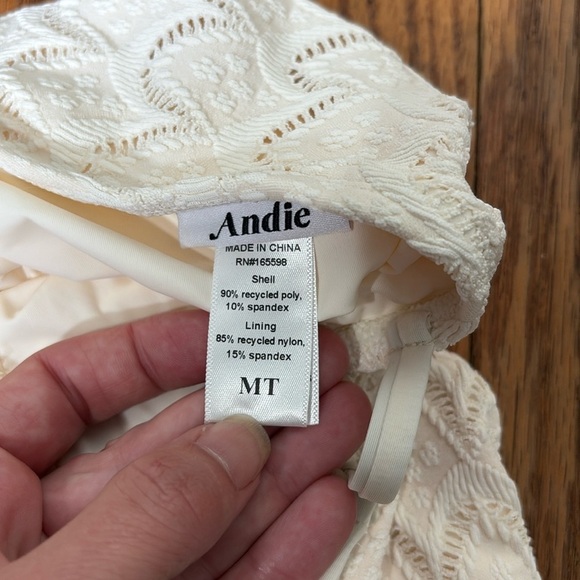 Andie
MADE IN CHINA
RN#165598
Shell
90% recycled poly,
10% spandex
Lining
85% recycled nylon,
15% spandex
MT